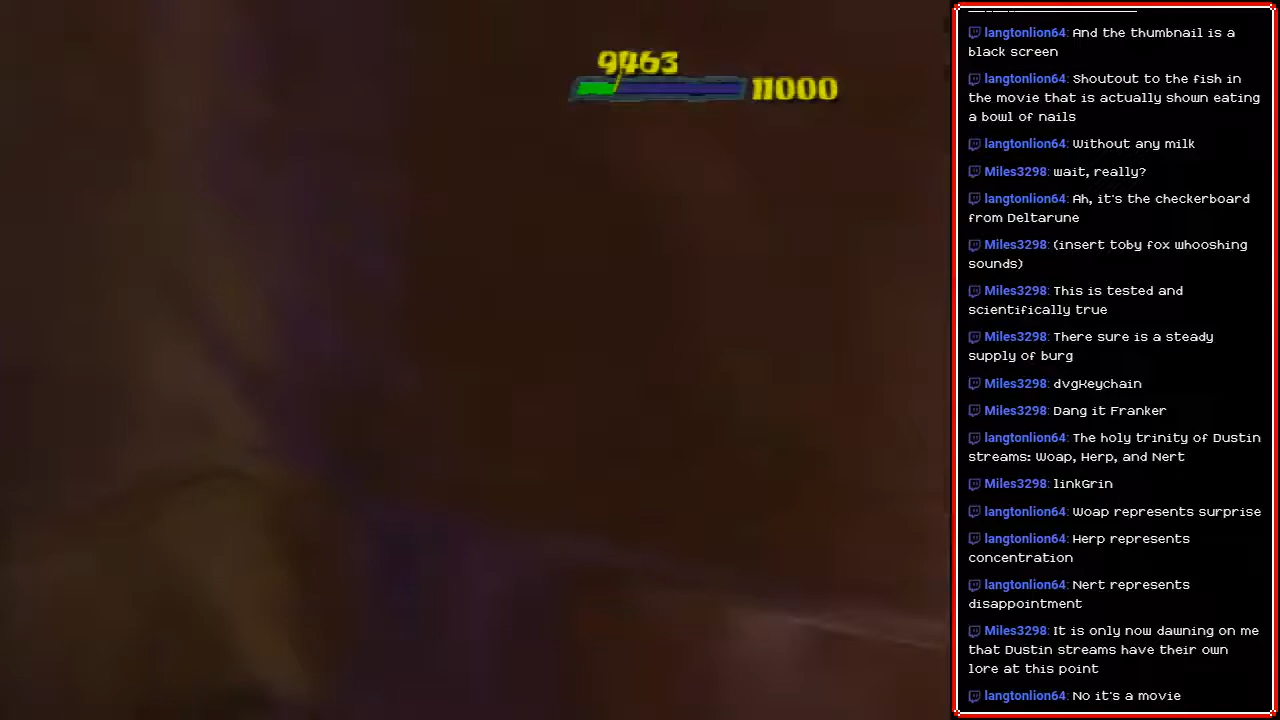 9463
11000
langtonlion64: And the thumbnail is a
black screen
langtonlion64: Shoutout to the fish in
the movie that is actually shown eating
a bowl of nails
langtonlion64: Without any milk
Miles3298: wait, really?
langtonlion64: Ah, it's the checkerboard
from Deltarune
Miles3298: (insert toby fox whooshing
sounds)
Miles3298: This is tested and
scientifically true
Miles3298: There sure is a steady
supply of burg
Miles3298: dvgKeychain
Miles3298: Dang it Franker
langtonlion64: The holy trinity of Dustin
streams: Woap, Herp, and Nert
Miles3298: linkGrin
langtonlion64: Woap represents surprise
langtonlion64: Herp represents
concentration
langtonlion64: Nert represents
disappointment
Miles3298: It is only now dawning on me
that Dustin streams have their own
lore at this point
langtonlion64: No it's a movie